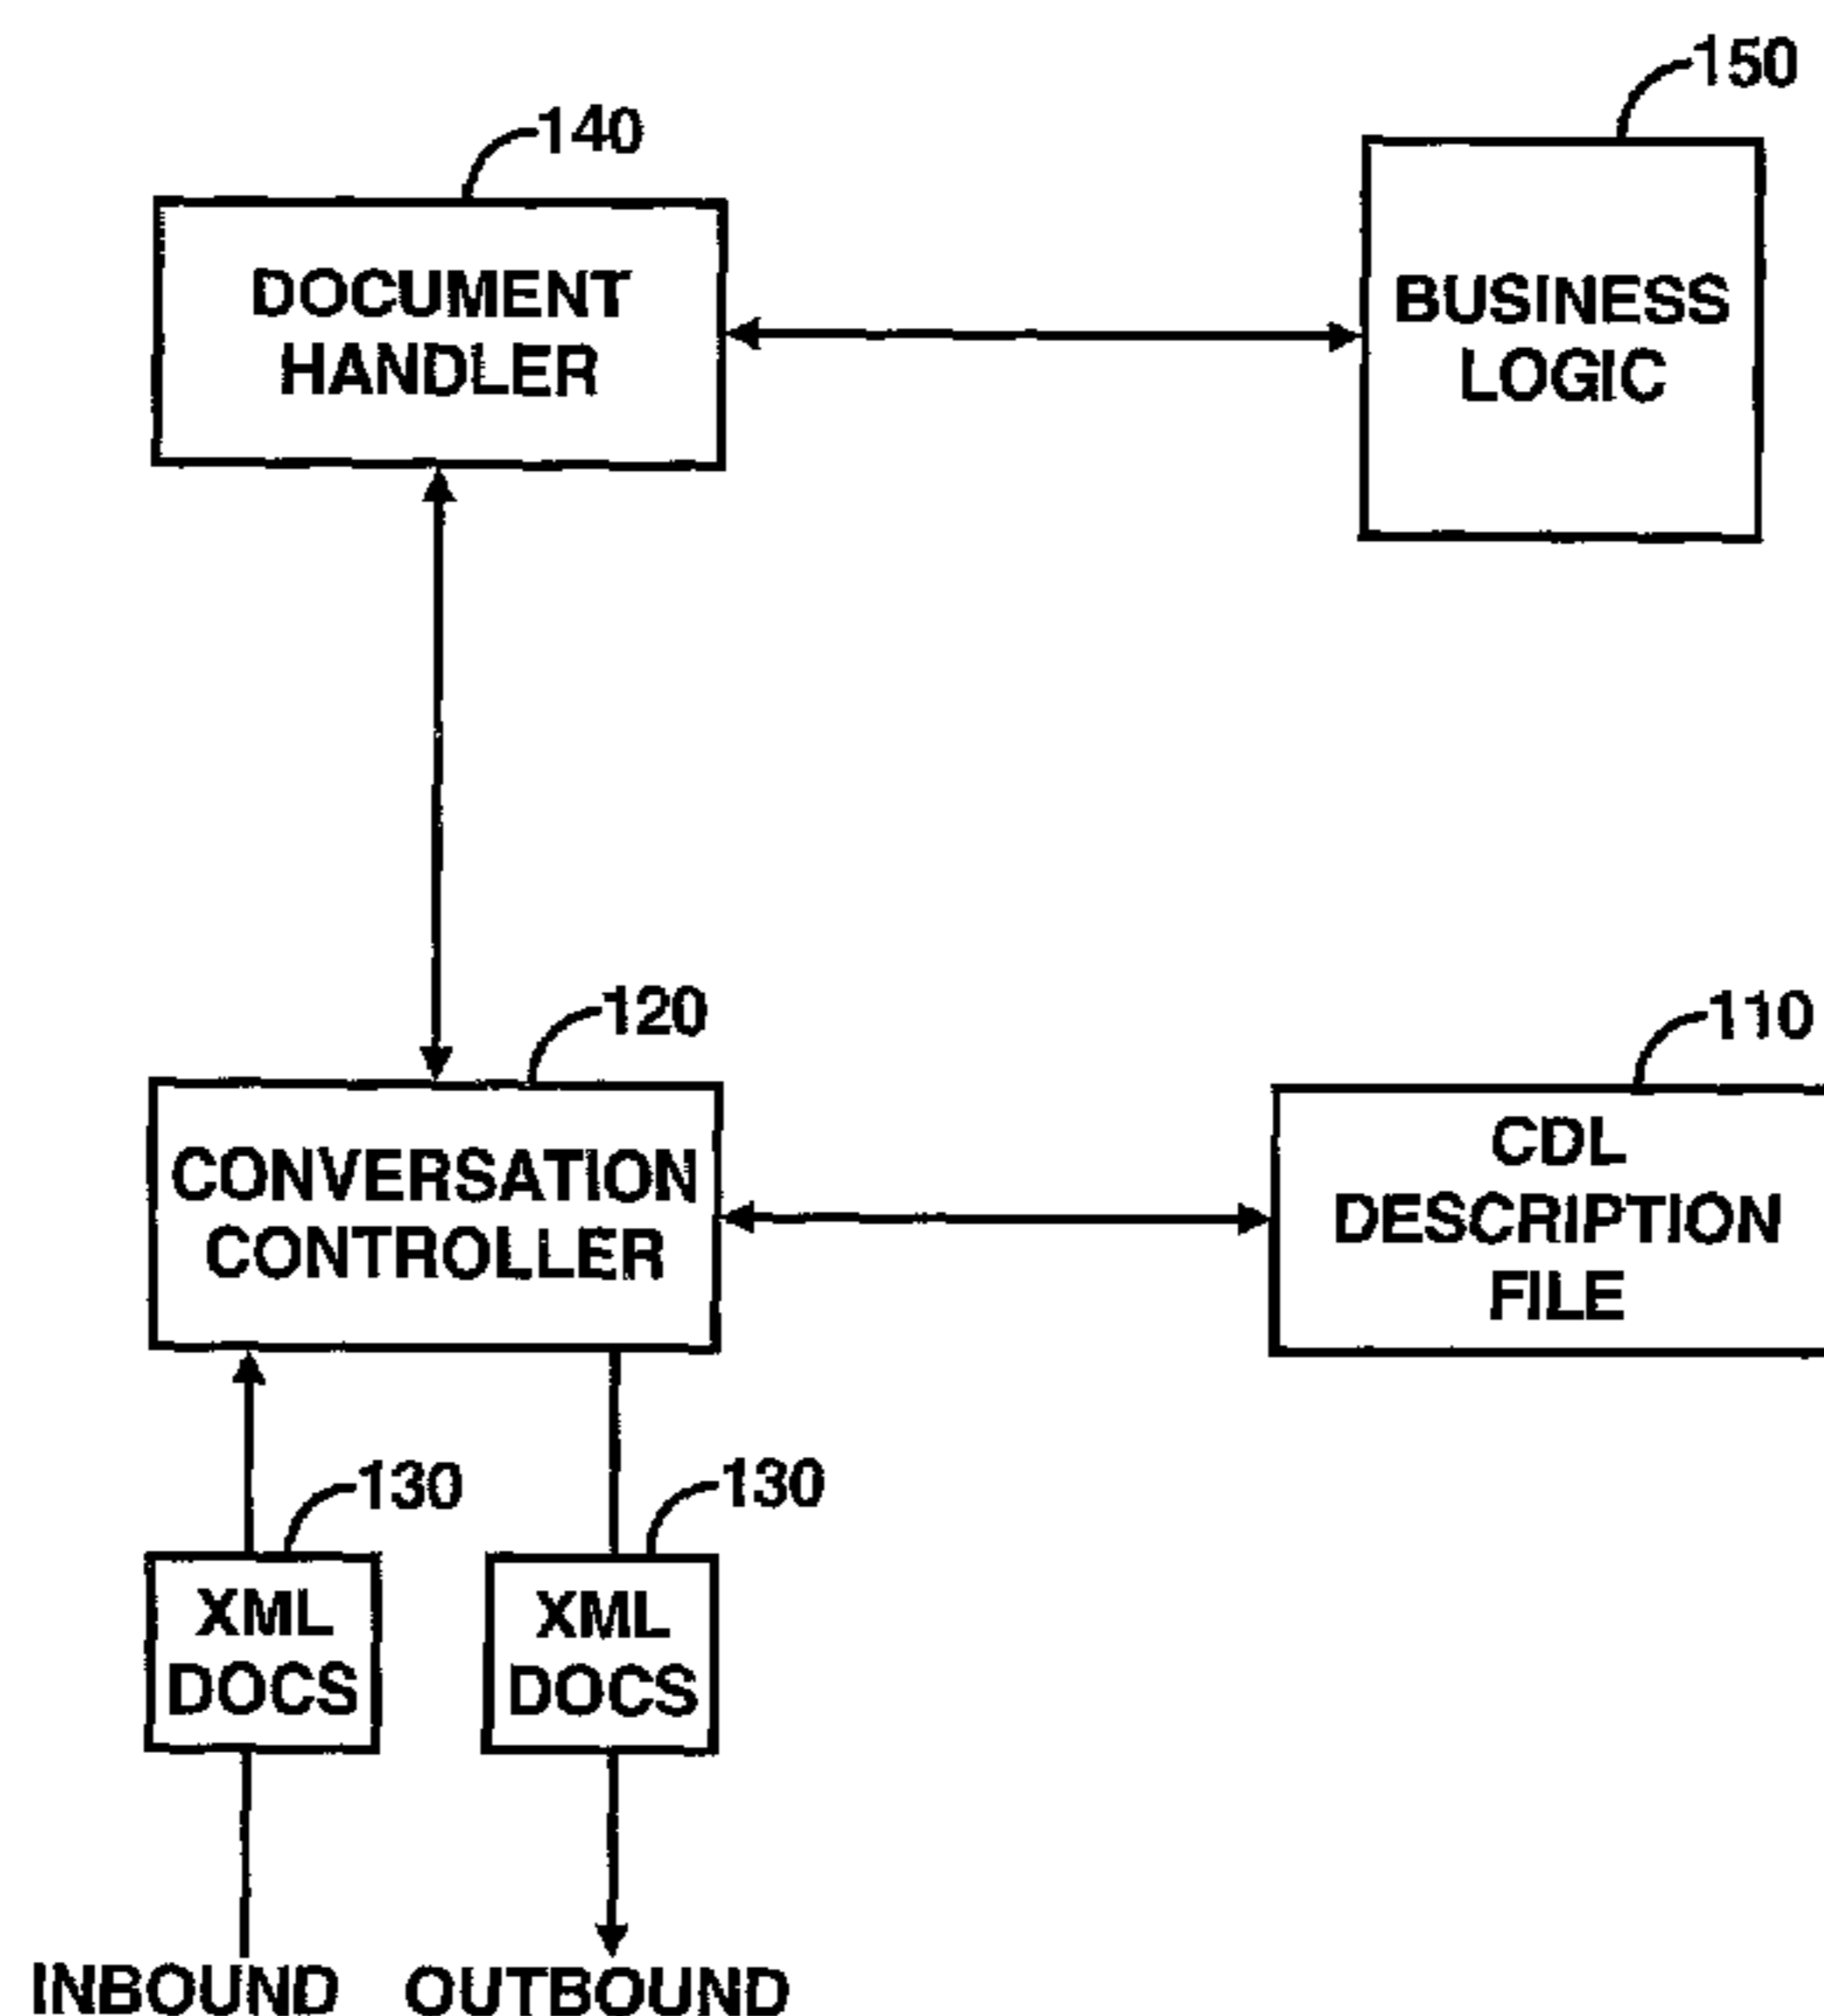 150
140
DOCUMENT
HANDLER
BUSINESS
LOGIC
120
110
CONVERSATION
CONTROLLER
CDL
DESCRIPTION
FILE
130
130
XML
DOCS
XML
DOCS
INBOUND
OUTBOUND